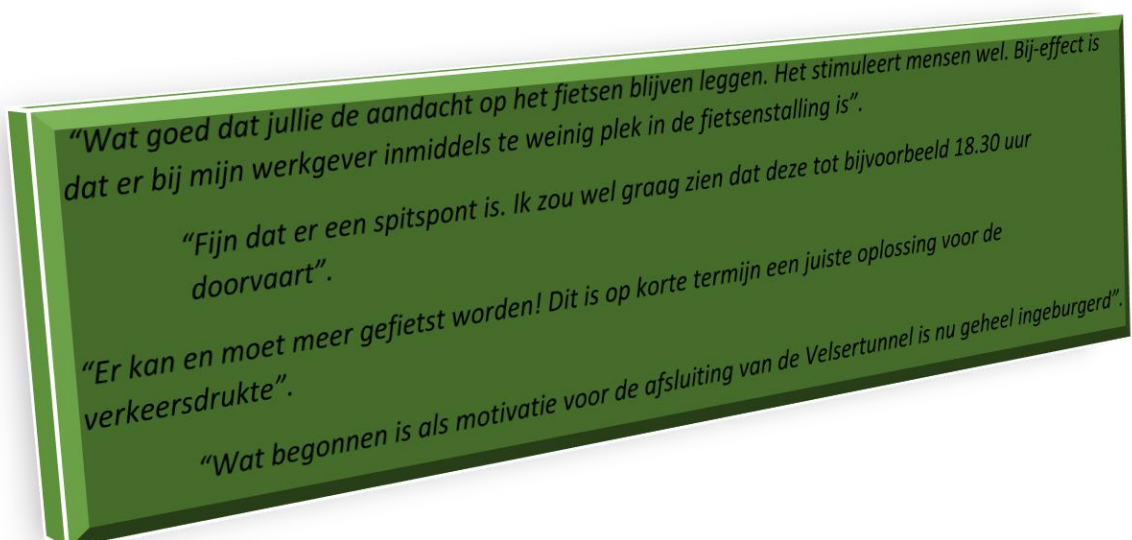 “Wat goed dat jullie de aandacht op het fietsen blijven leggen. Het stimuleert mensen wel. Bij-effect is
dat er bij mijn werkgever inmiddels te weinig plek in de fietsenstalling is”.
“Fijn dat er een spitspont is. Ik zou wel graag zien dat deze tot bijvoorbeeld 18.30 uur
doorvaart”.
“Er kan en moet meer gefietst worden! Dit is op korte termijn een juiste oplossing voor de
verkeersdrukte”.
“Wat begonnen is als motivatie voor de afsluiting van de Velsertunnel is nu geheel ingeburgerd”.